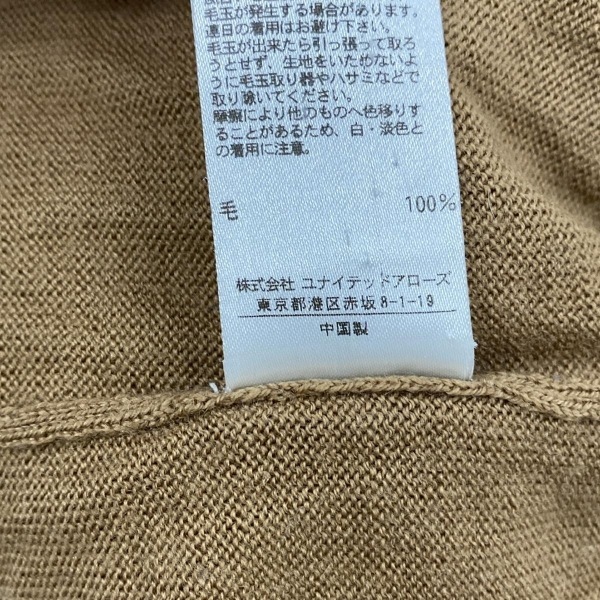 毛玉が発生する場合があります。
連日の着用はお避け下さい。
毛玉が出来たら引っ張って取ろ
うとせず、生地をいためないよ
うに毛玉取り器やハサミなどで
取り除いてください。
摩擦により他のものへ色移りす
ることがあるため、白・淡色と
の着用に注意。
毛 100%
株式会社 ユナイテッドアローズ
東京都港区赤坂8-1-19
中国製